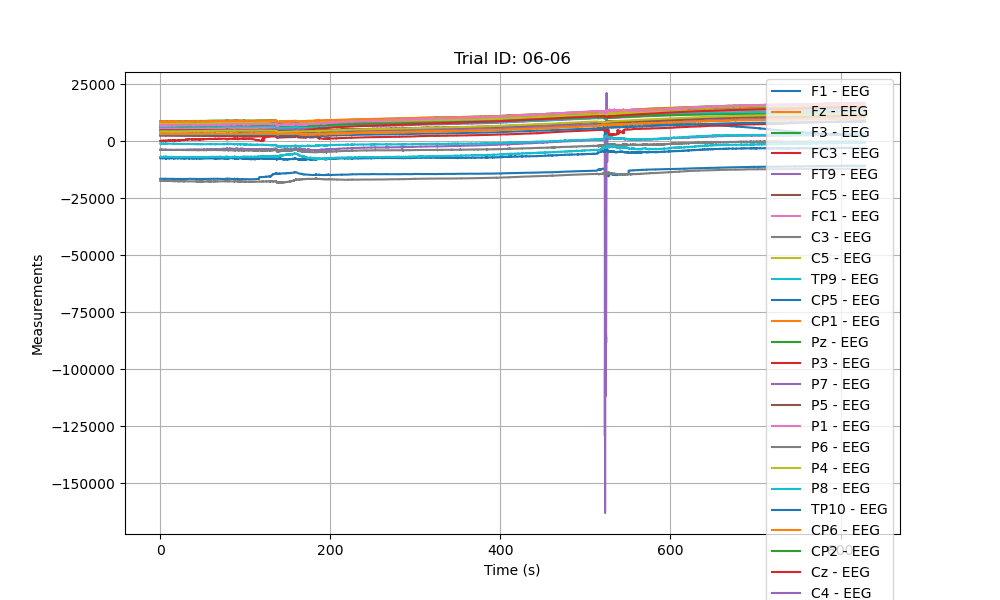 Trial ID: 06-06
25000
0
−25000
−50000
−75000
−100000
−125000
−150000
Measurements
0
200
400
600
800
Time (s)
F1 - EEG
Fz - EEG
F3 - EEG
FC3 - EEG
FT9 - EEG
FC5 - EEG
FC1 - EEG
C3 - EEG
C5 - EEG
TP9 - EEG
CP5 - EEG
CP1 - EEG
Pz - EEG
P3 - EEG
P7 - EEG
P5 - EEG
P1 - EEG
P6 - EEG
P4 - EEG
P8 - EEG
TP10 - EEG
CP6 - EEG
CP2 - EEG
Cz - EEG
C4 - EEG